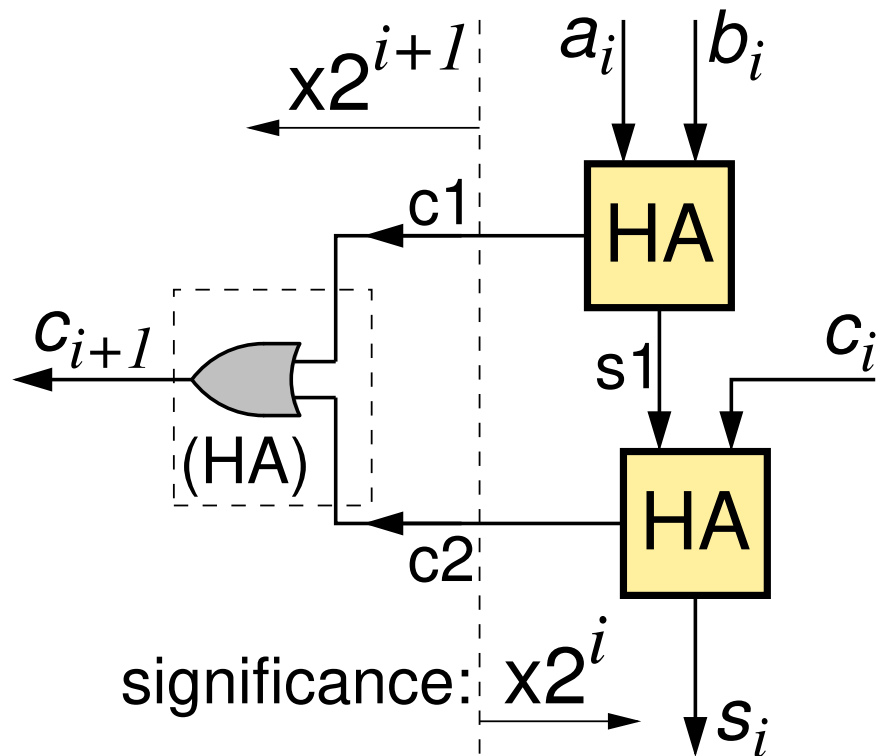 a_i b_i
x2^{i+1}
c1
HA
c_{i+1}
s1
c_i
(HA)
HA
c2
significance: x2^i
s_i